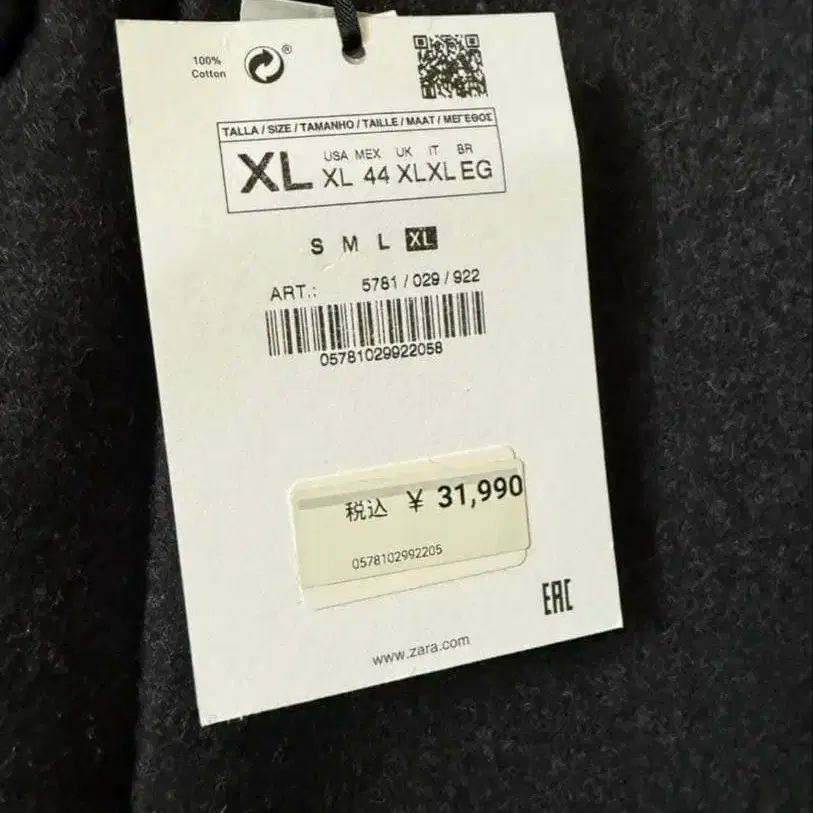 100%
Cotton
®
TALLA / SIZE / TAMANHO / TAILLE / MAAT / ΜΕΓΕΘΟΣ
XL
USA MEX UK IT BR
XL 44 XL XL EG
S M L XL
ART.: 5781 / 029 / 922
05781029922058
税込 ¥ 31,990
0578102992205
EAC
www.zara.com